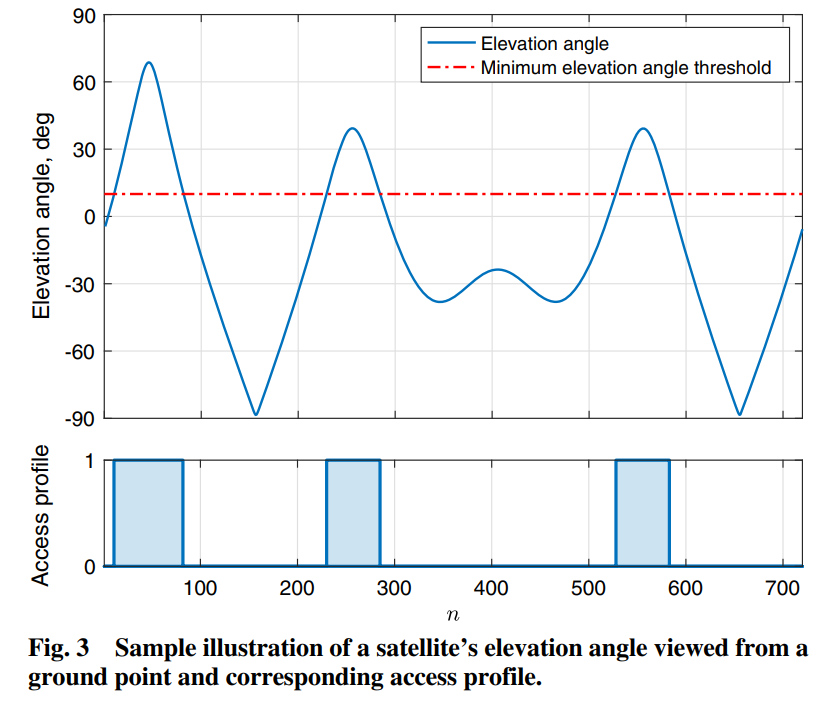 90
60
30
0
-30
-60
-90
Elevation angle, deg
Elevation angle
Minimum elevation angle threshold
1
0
Access profile
100 200 300 400 500 600 700
n
Fig. 3 Sample illustration of a satellite's elevation angle viewed from a
ground point and corresponding access profile.